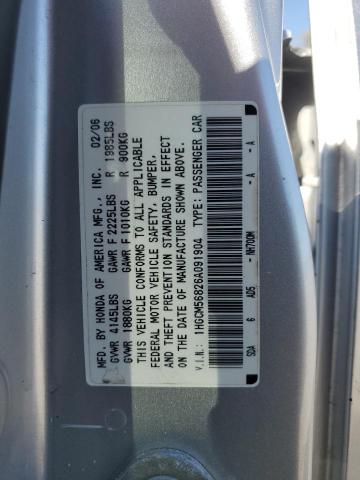 MFD. BY HONDA OF AMERICA MFG., INC. 02/06
GVWR 4145LBS GAWR F 2225LBS R 1985LBS
GVWR 1880KG GAWR F 1010KG R 900KG
THIS VEHICLE CONFORMS TO ALL APPLICABLE
FEDERAL MOTOR VEHICLE SAFETY, BUMPER,
AND THEFT PREVENTION STANDARDS IN EFFECT
ON THE DATE OF MANUFACTURE SHOWN ABOVE.
V.I.N.: 1HGCM56826A091904 TYPE: PASSENGER CAR
SDA 6 AD5 NH700M A A